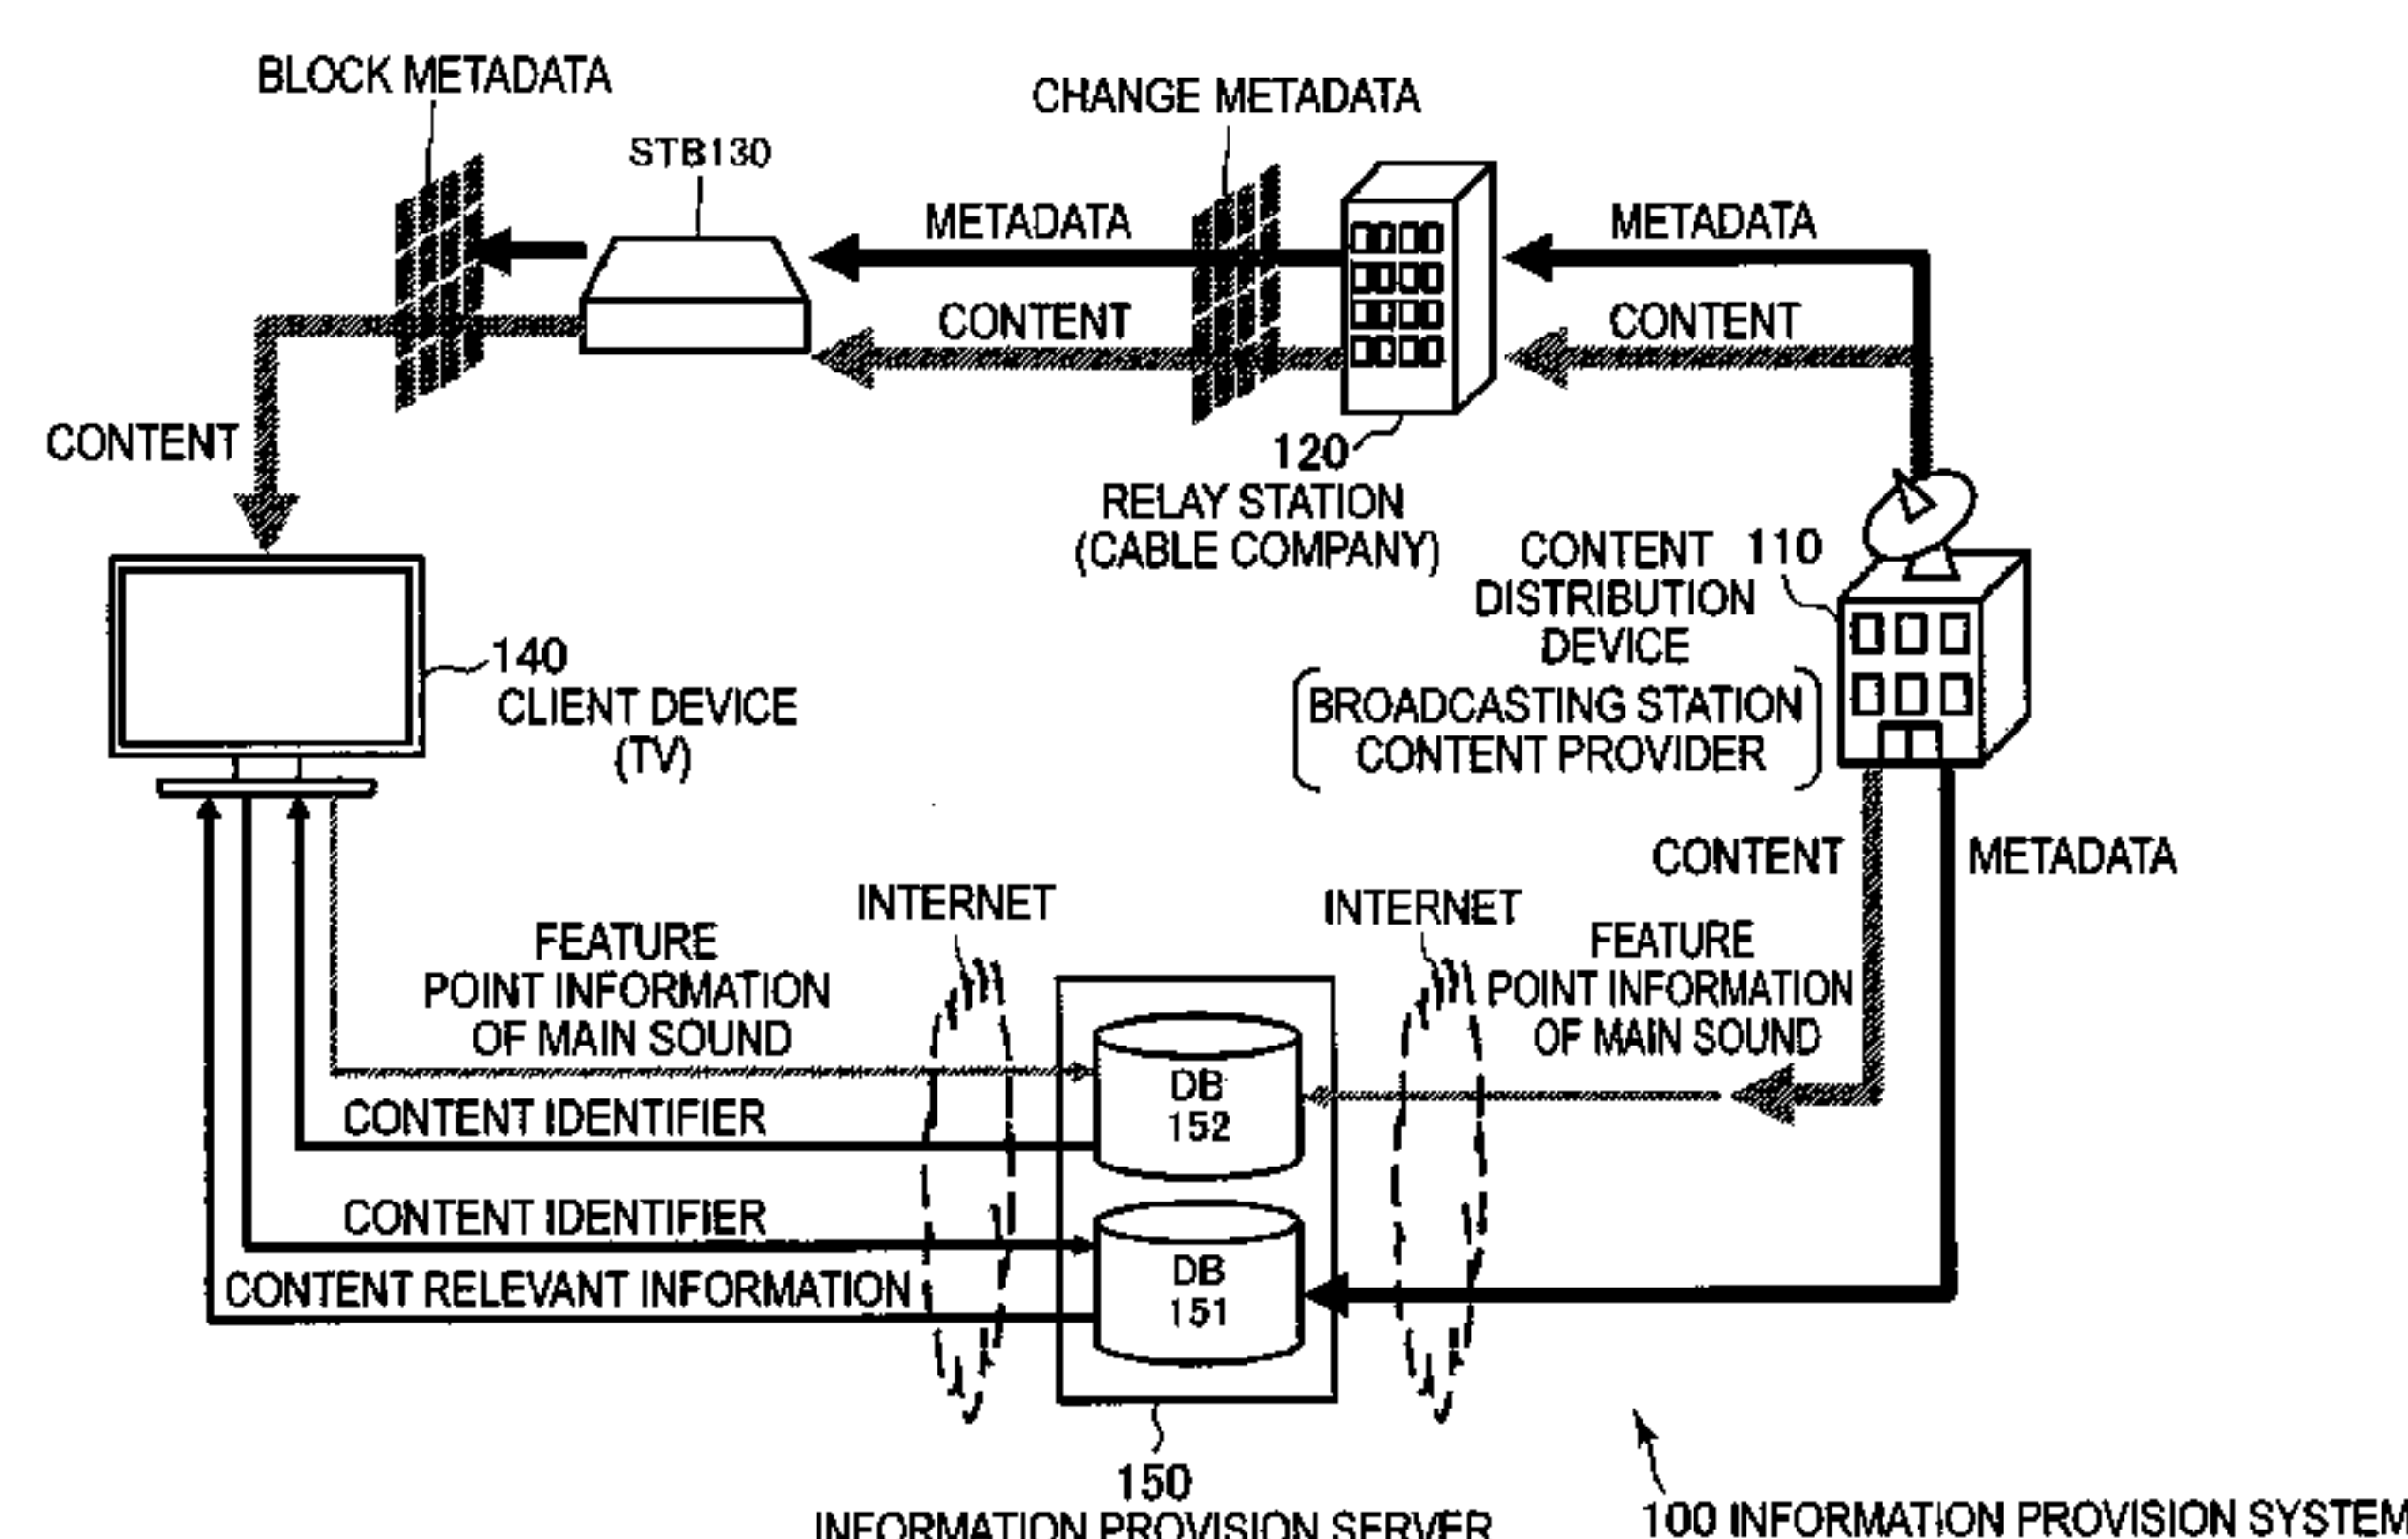 BLOCK METADATA
CHANGE METADATA
STB130
METADATA
METADATA
CONTENT
CONTENT
CONTENT
120
RELAY STATION
(CABLE COMPANY)
CONTENT 110
DISTRIBUTION
DEVICE
BROADCASTING STATION
CONTENT PROVIDER
140
CLIENT DEVICE
(TV)
CONTENT
METADATA
INTERNET
INTERNET
FEATURE
POINT INFORMATION
OF MAIN SOUND
FEATURE
POINT INFORMATION
OF MAIN SOUND
DB
152
CONTENT IDENTIFIER
CONTENT IDENTIFIER
DB
151
CONTENT RELEVANT INFORMATION
150
INFORMATION PROVISION SERVER
100 INFORMATION PROVISION SYSTEM